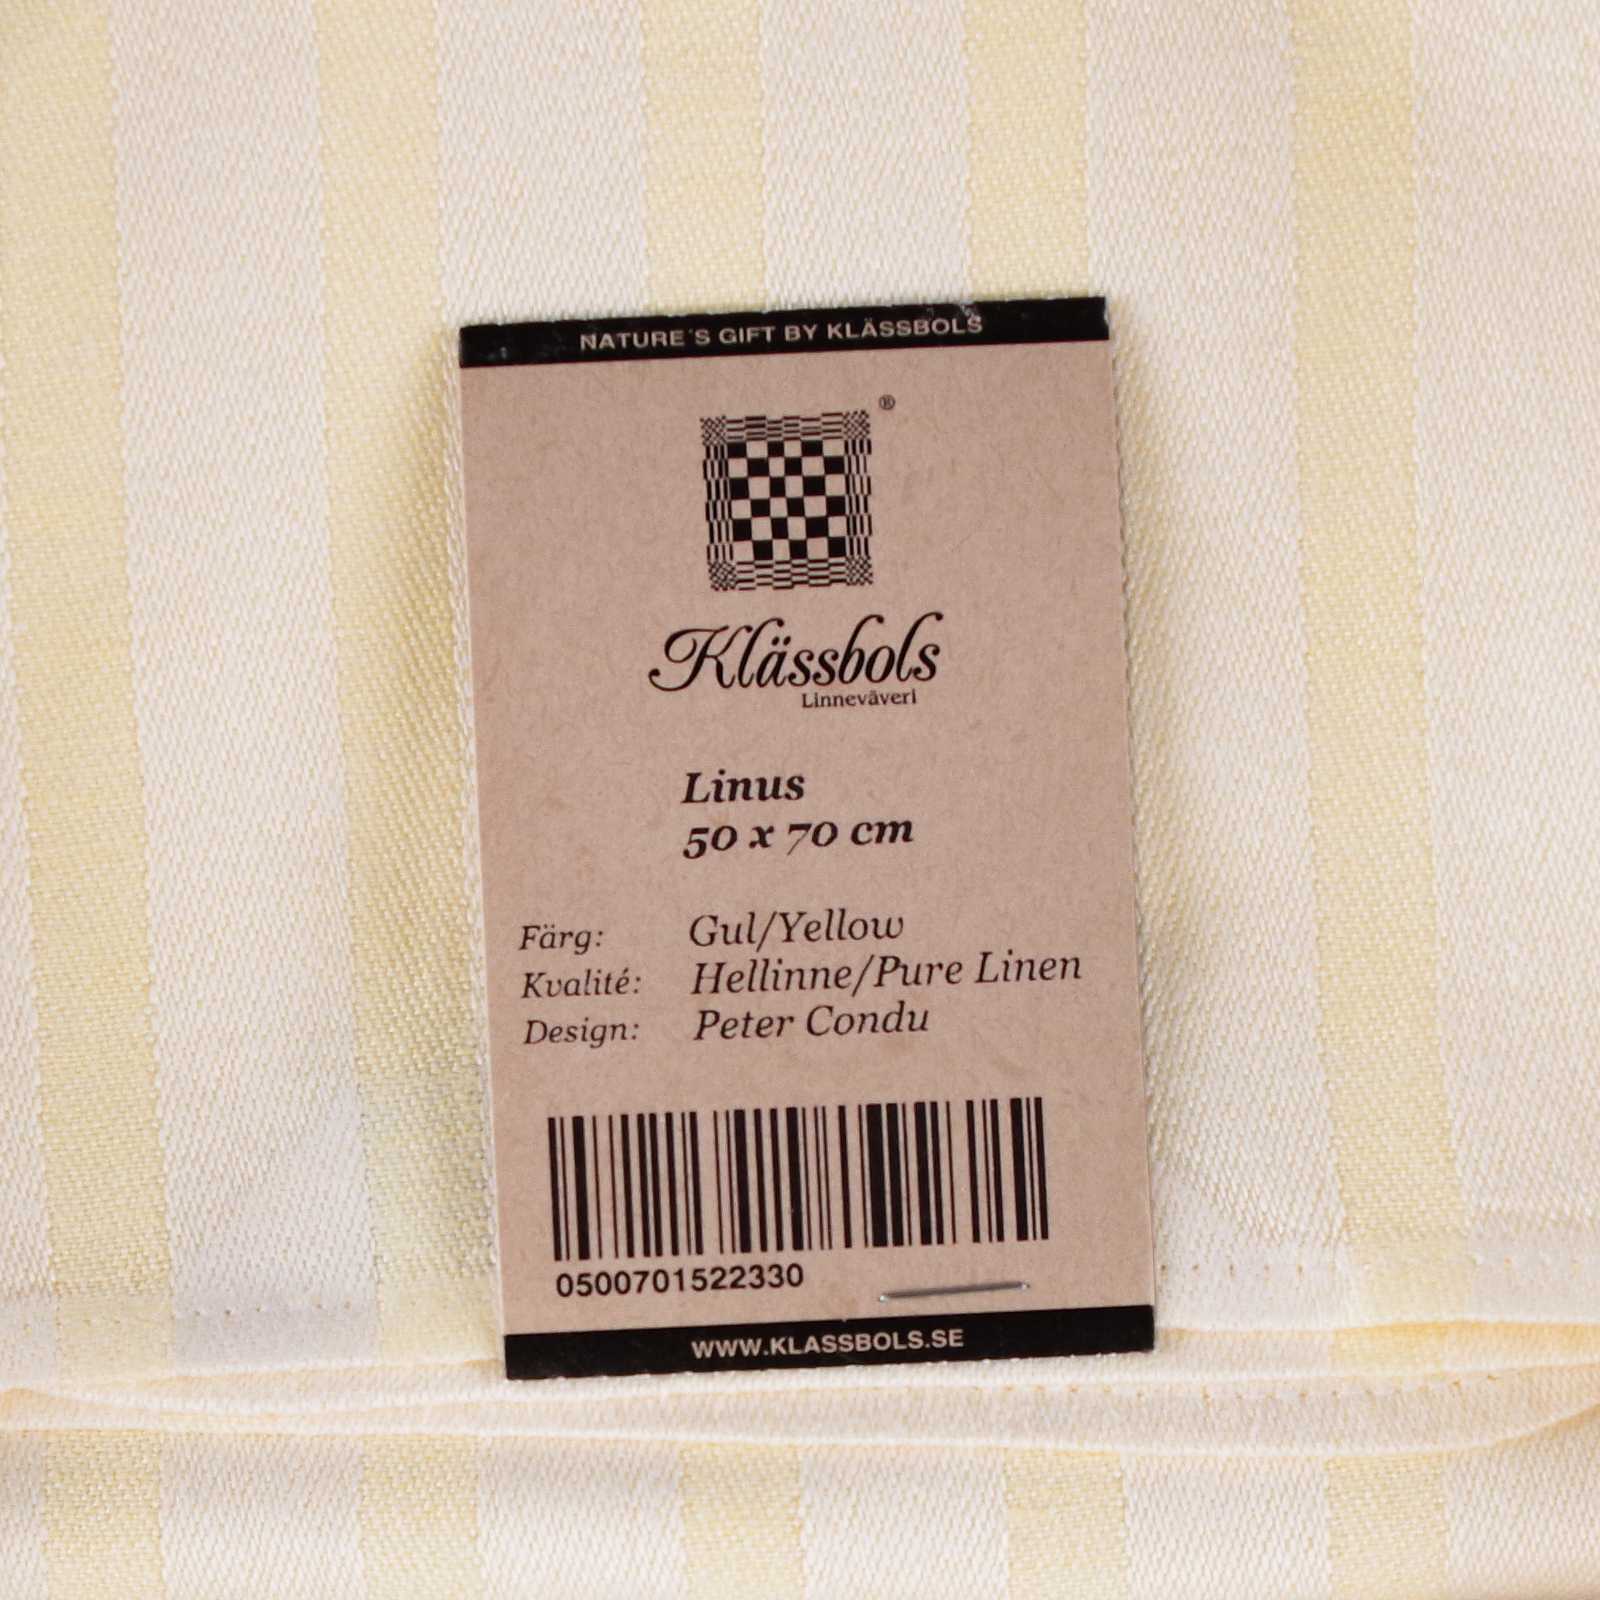 NATURE´S GIFT BY KLÄSSBOLS
®
Klässbols
Linneväveri
Linus
50 x 70 cm
Färg: Gul/Yellow
Kvalité: Hellinne/Pure Linen
Design: Peter Condu
0500701522330
WWW.KLASSBOLS.SE